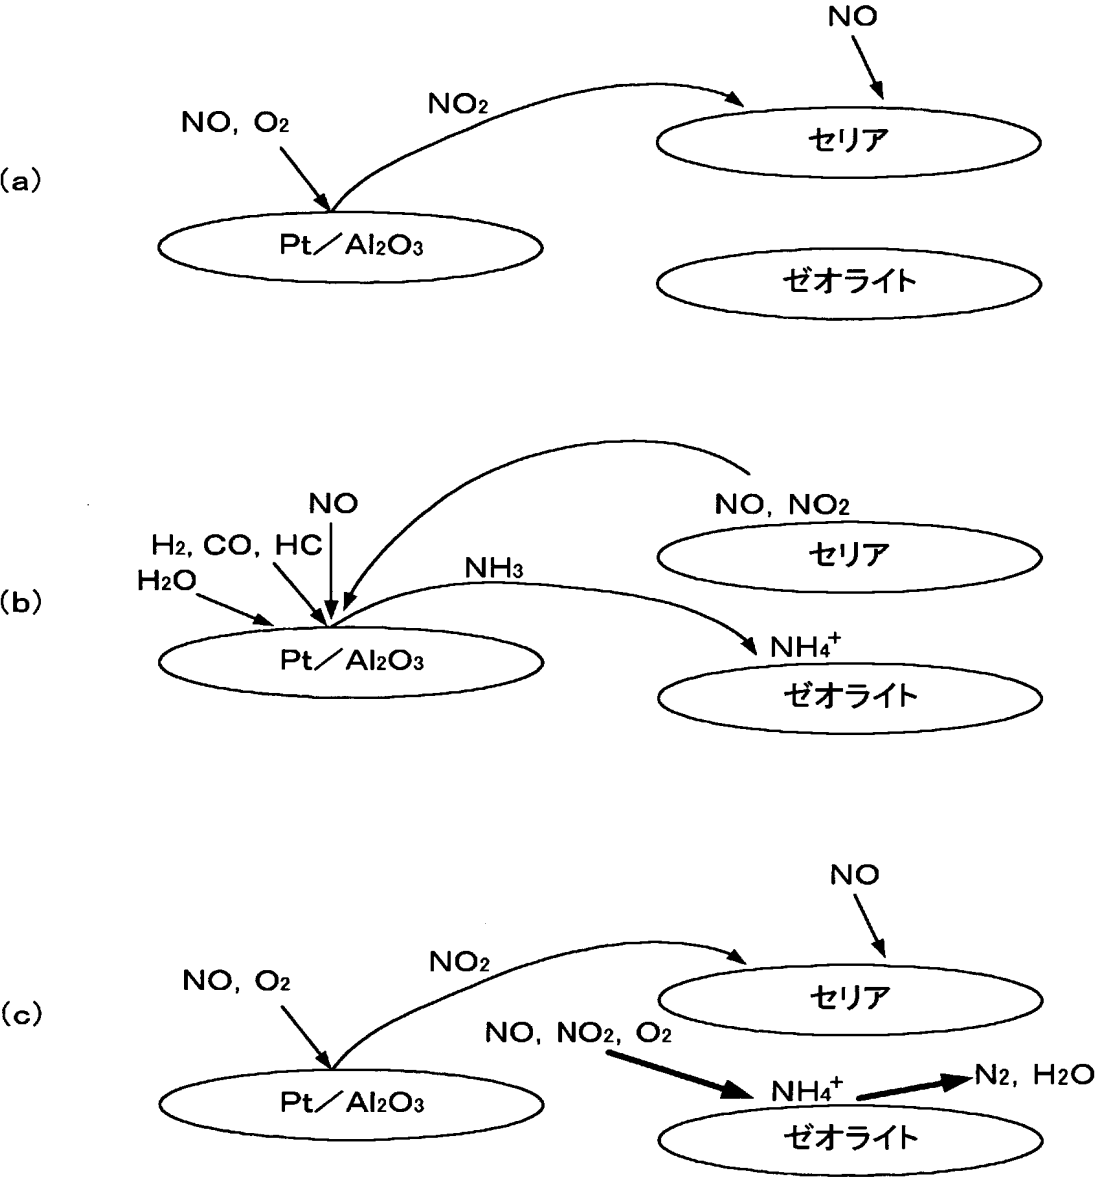 (a)
NO
NO, O2
NO2
セリア
Pt／Al2O3
ゼオライト
(b)
NO
H2, CO, HC
H2O
NO, NO2
セリア
NH3
NH4+
Pt／Al2O3
ゼオライト
(c)
NO
NO, O2
NO2
セリア
NO, NO2, O2
NH4+
N2, H2O
Pt／Al2O3
ゼオライト